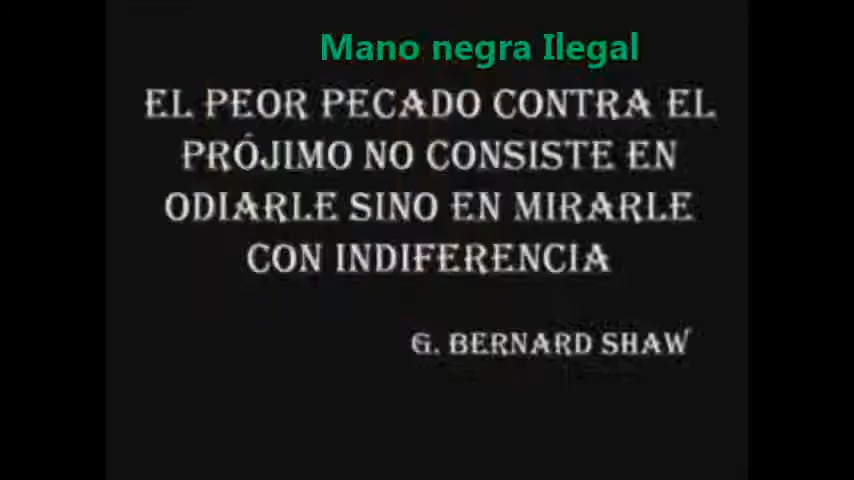 Mano negra Ilegal
EL PEOR PECADO CONTRA EL
PRÓJIMO NO CONSISTE EN
ODIARLE SINO EN MIRARLE
CON INDIFERENCIA
G. BERNARD SHAW